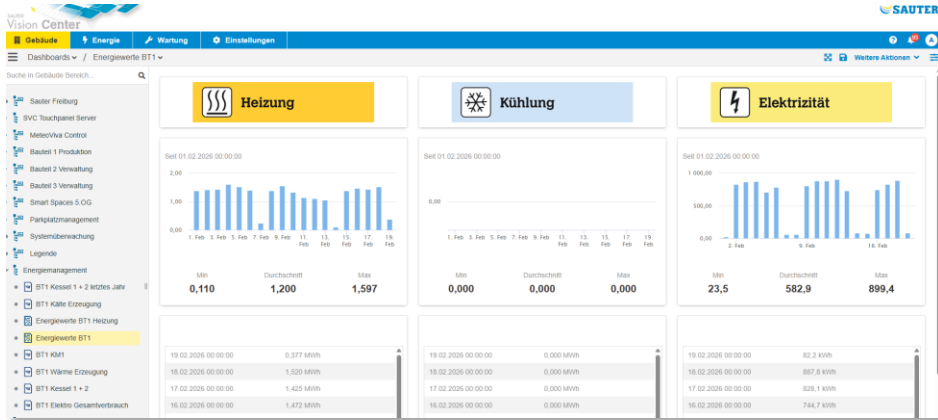 SAUTER
Vision Center
SAUTER
Gebäude Energie Wartung Einstellungen
Dashboards / Energiewerte BT1
Weitere Aktionen
Suche in Gebäude Bereich...
Sauter Freiburg
SVC Touchpanel Server
MeteoViva Control
Bauteil 1 Produktion
Bauteil 2 Verwaltung
Bauteil 3 Verwaltung
Smart Spaces 5.OG
Parkplatzmanagement
Systemüberwachung
Legende
Energiemanagement
BT1 Kessel 1 + 2 letztes Jahr
BT1 Kälte Erzeugung
Energiewerte BT1 Heizung
Energiewerte BT1
BT1 KM1
BT1 Wärme Erzeugung
BT1 Kessel 1 + 2
BT1 Elektro Gesamtverbrauch
Heizung
Seit 01.02.2026 00:00:00
2,00
1,00
0,00
1. Feb 3. Feb 5. Feb 7. Feb 9. Feb 11. Feb 13. Feb 15. Feb 17. Feb 19. Feb
Min Durchschnitt Max
0,110 1,200 1,597
19.02.2026 00:00:00 0,377 MWh
18.02.2026 00:00:00 1,520 MWh
17.02.2026 00:00:00 1,425 MWh
16.02.2026 00:00:00 1,472 MWh
Kühlung
Seit 01.02.2026 00:00:00
0,00
1. Feb 3. Feb 5. Feb 7. Feb 9. Feb 11. Feb 13. Feb 15. Feb 17. Feb 19. Feb
Min Durchschnitt Max
0,000 0,000 0,000
19.02.2026 00:00:00 0,000 MWh
18.02.2026 00:00:00 0,000 MWh
17.02.2026 00:00:00 0,000 MWh
16.02.2026 00:00:00 0,000 MWh
Elektrizität
Seit 01.02.2026 00:00:00
1 000,00
500,00
0,00
2. Feb 9. Feb 16. Feb
Min Durchschnitt Max
23,5 582,9 899,4
19.02.2026 00:00:00 82,2 kWh
18.02.2026 00:00:00 887,8 kWh
17.02.2026 00:00:00 828,1 kWh
16.02.2026 00:00:00 744,7 kWh